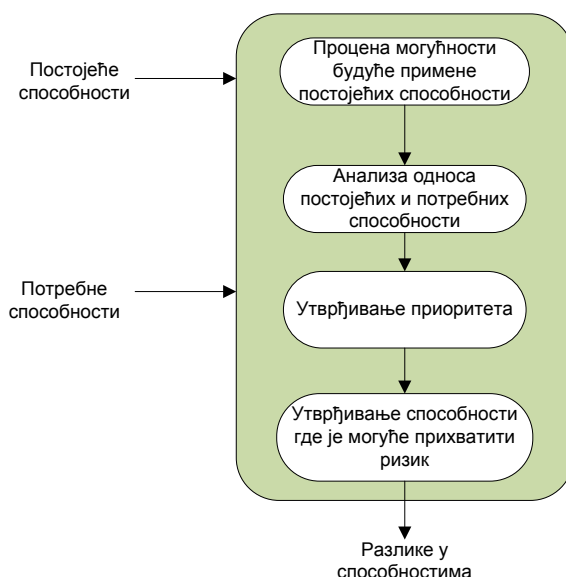 Постојеће
способности
Процена могућности
будуће примене
постојећих способности
Анализа односа
постојећих и потребних
способности
Потребне
способности
Утврђивање приоритета
Утврђивање способности
где је могуће прихватити
ризик
Разлике у
способностима